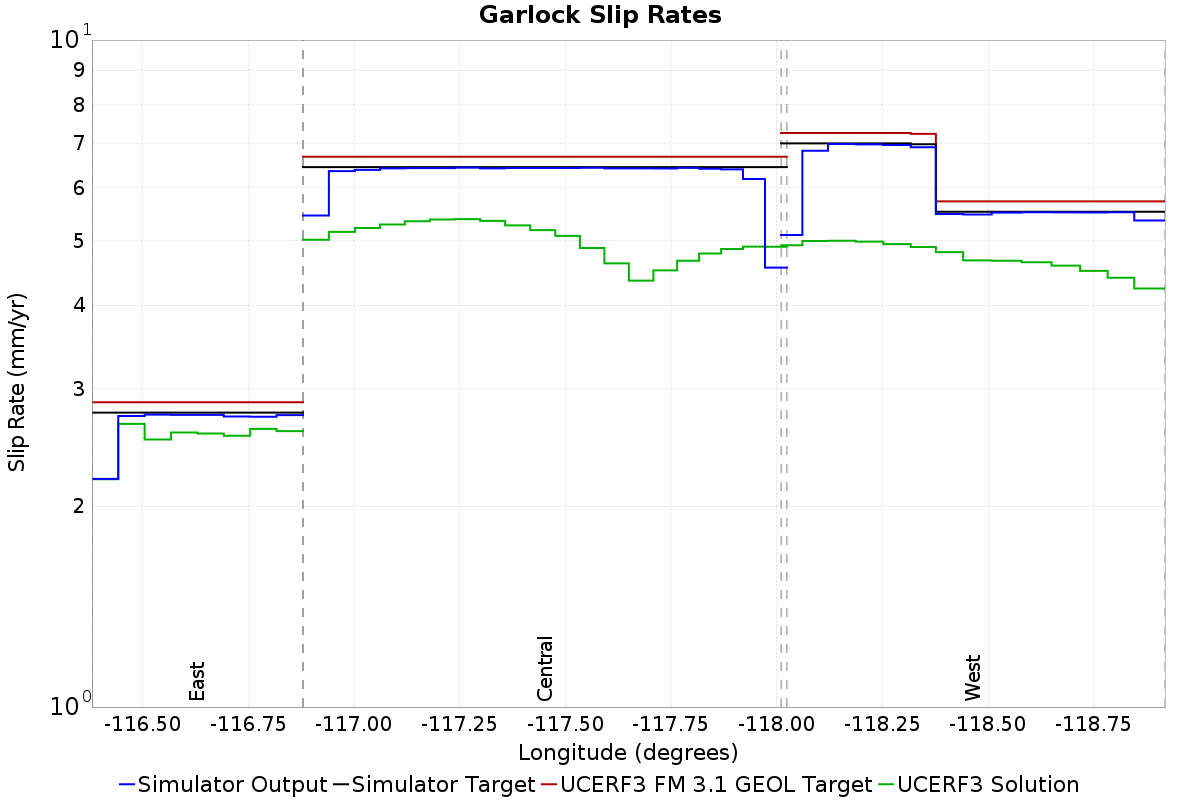 Garlock Slip Rates
10^1
9
8
7
6
5
4
3
2
10^0
Slip Rate (mm/yr)
East
Central
West
-116.50 -116.75 -117.00 -117.25 -117.50 -117.75 -118.00 -118.25 -118.50 -118.75
Longitude (degrees)
Simulator Output Simulator Target UCERF3 FM 3.1 GEOL Target UCERF3 Solution